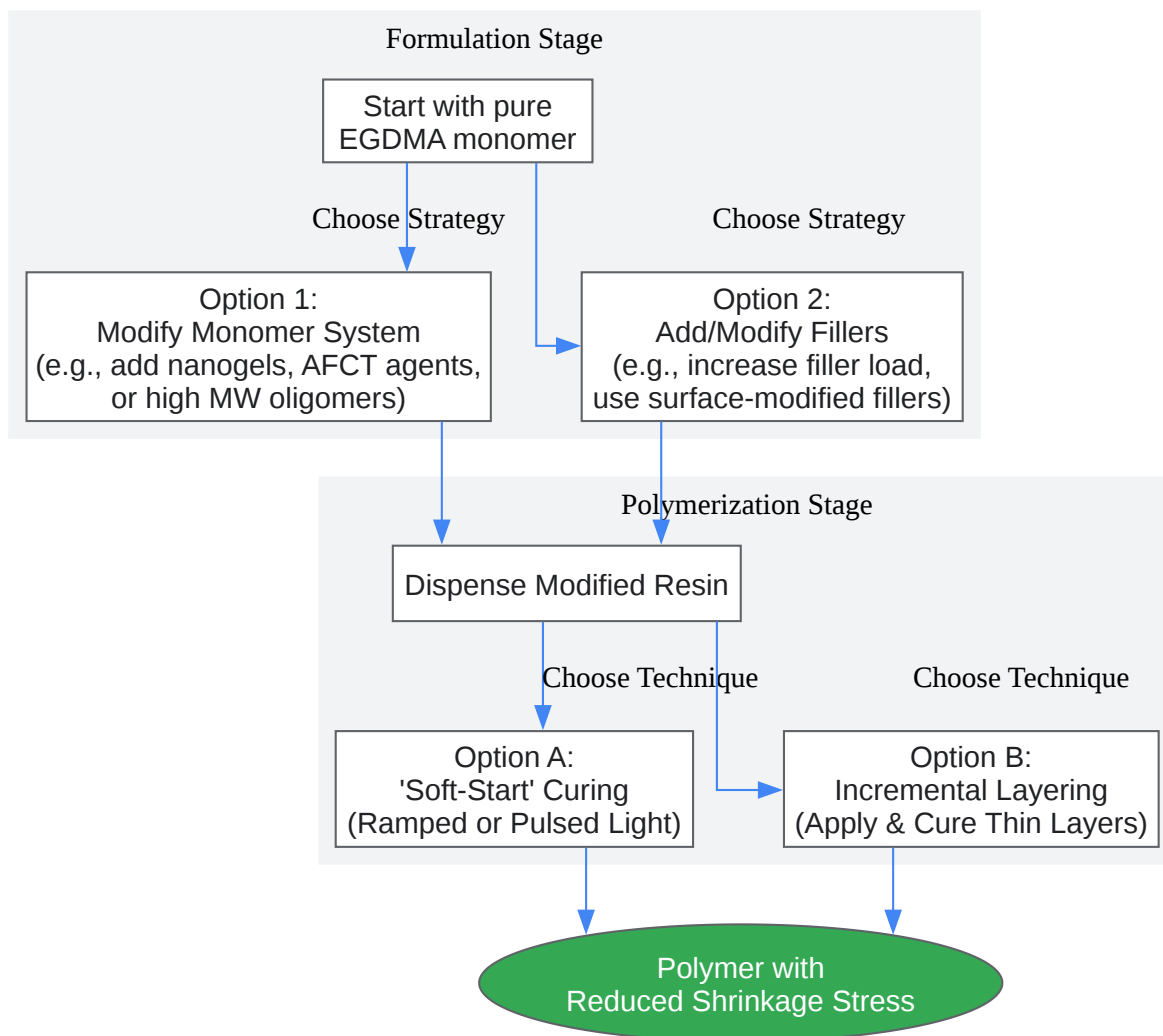 Formulation Stage
Start with pure
EGDMA monomer
Choose Strategy
Choose Strategy
Option 1:
Modify Monomer System
(e.g., add nanogels, AFCT agents,
or high MW oligomers)
Option 2:
Add/Modify Fillers
(e.g., increase filler load,
use surface-modified fillers)
Polymerization Stage
Dispense Modified Resin
Choose Technique
Choose Technique
Option A:
'Soft-Start' Curing
(Ramped or Pulsed Light)
Option B:
Incremental Layering
(Apply & Cure Thin Layers)
Polymer with
Reduced Shrinkage Stress